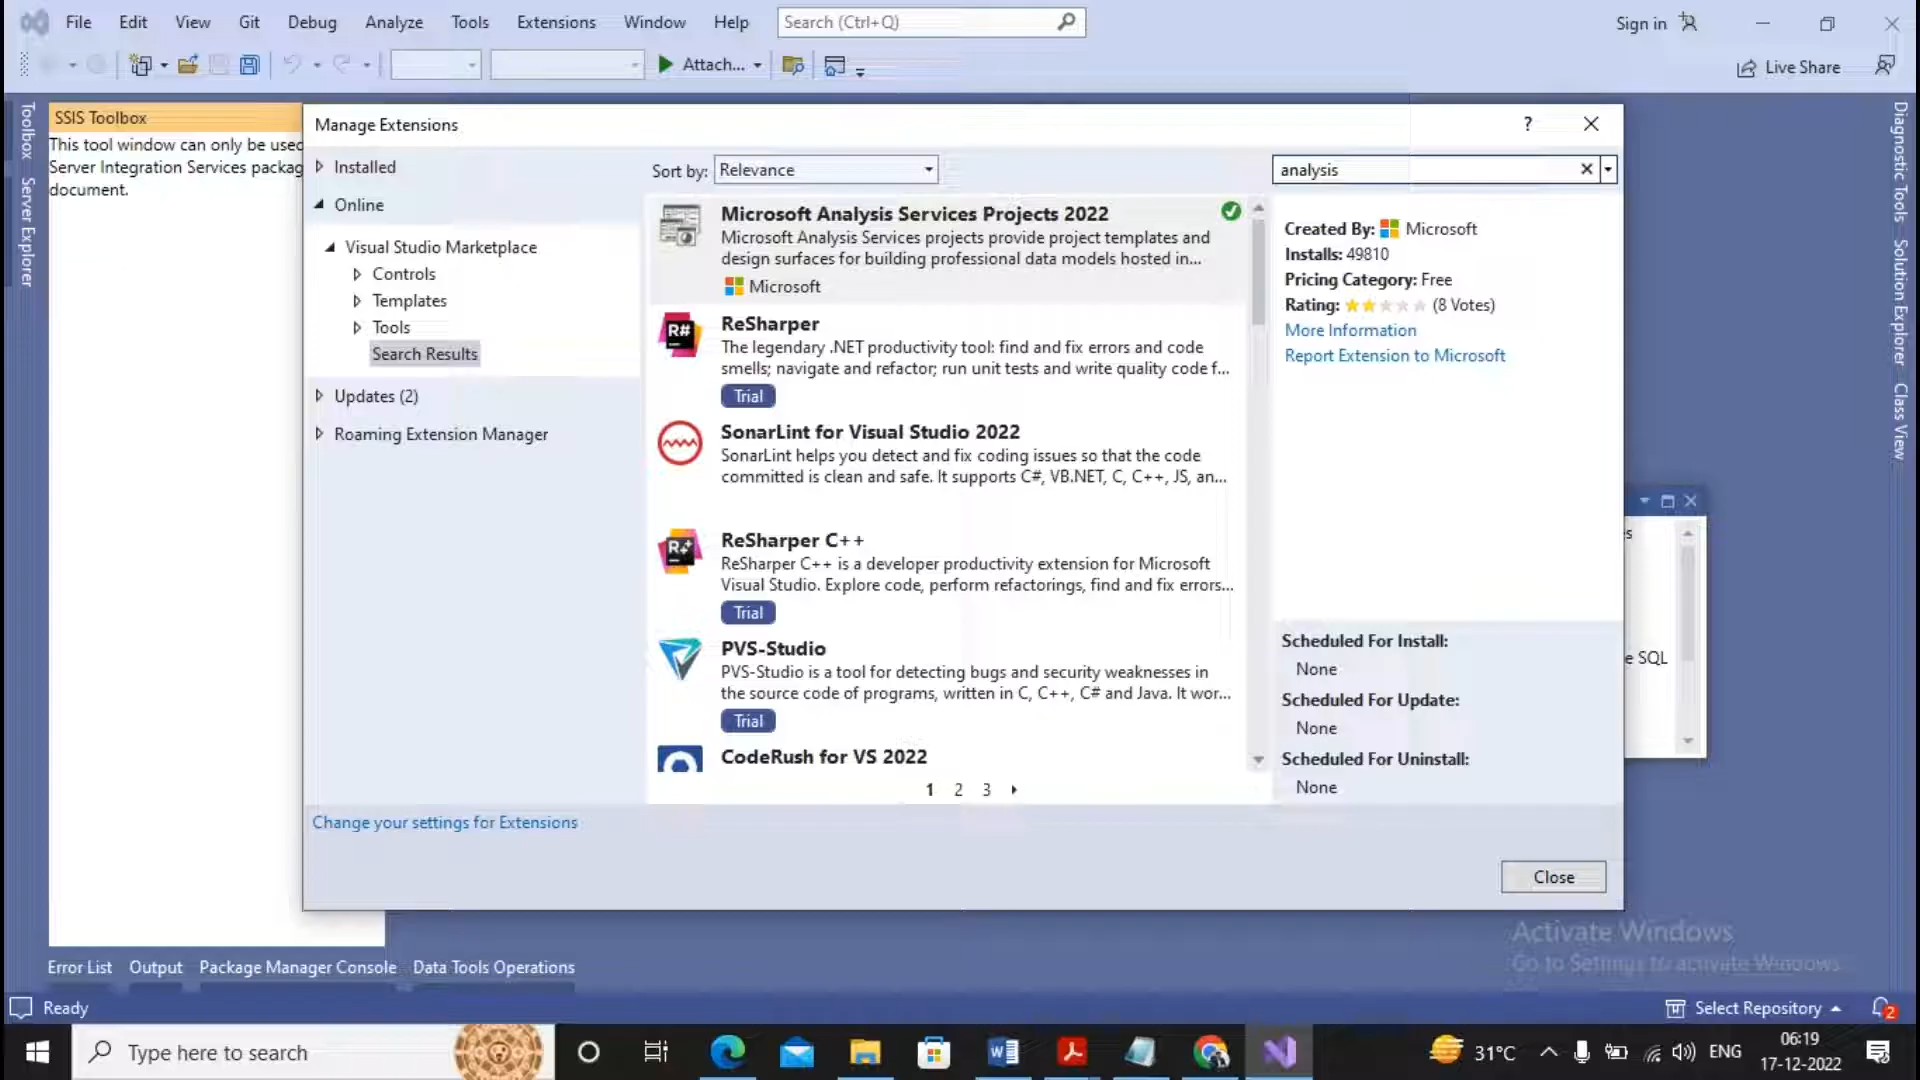 File Edit View Git Debug Analyze Tools Extensions Window Help Search (Ctrl+Q) Sign in
Attach... Live Share
Toolbox
Server Explorer
SSIS Toolbox
This tool window can only be used
Server Integration Services packag
document.
Manage Extensions ?
Installed
Online
Visual Studio Marketplace
Controls
Templates
Tools
Search Results
Updates (2)
Roaming Extension Manager
Sort by: Relevance
analysis
Microsoft Analysis Services Projects 2022
Microsoft Analysis Services projects provide project templates and
design surfaces for building professional data models hosted in...
Microsoft
ReSharper
The legendary .NET productivity tool: find and fix errors and code
smells; navigate and refactor; run unit tests and write quality code f...
Trial
SonarLint for Visual Studio 2022
SonarLint helps you detect and fix coding issues so that the code
committed is clean and safe. It supports C#, VB.NET, C, C++, JS, an...
ReSharper C++
ReSharper C++ is a developer productivity extension for Microsoft
Visual Studio. Explore code, perform refactorings, find and fix errors...
Trial
PVS-Studio
PVS-Studio is a tool for detecting bugs and security weaknesses in
the source code of programs, written in C, C++, C# and Java. It wor...
Trial
CodeRush for VS 2022
1 2 3
Created By: Microsoft
Installs: 49810
Pricing Category: Free
Rating: (8 Votes)
More Information
Report Extension to Microsoft
Scheduled For Install:
None
Scheduled For Update:
None
Scheduled For Uninstall:
None
Change your settings for Extensions
Close
s
e SQL
Diagnostic Tools
Solution Explorer
Class View
Activate Windows
Go to Settings to activate Windows.
Error List Output Package Manager Console Data Tools Operations
Ready Select Repository 2
Type here to search 31°C ENG 06:19
17-12-2022